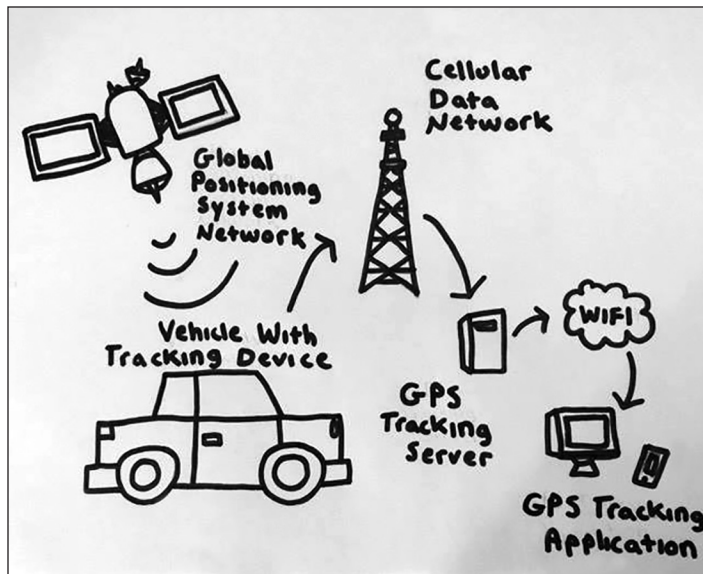 Cellular
Data
Network
Global
Positioning
System
Network
Vehicle With
Tracking Device
WIFI
GPS
Tracking
Server
GPS Tracking
Application